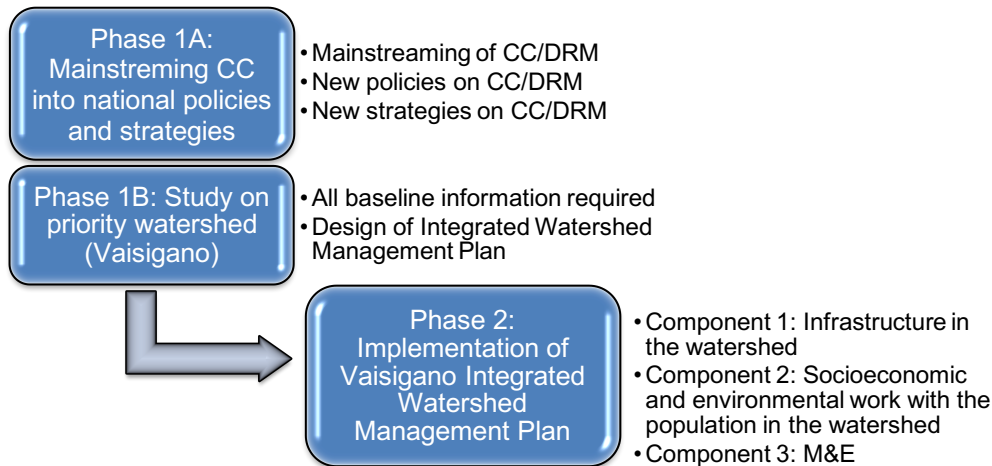 Phase 1A:
Mainstreming CC
into national policies
and strategies
• Mainstreaming of CC/DRM
• New policies on CC/DRM
• New strategies on CC/DRM
Phase 1B: Study on
priority watershed
(Vaisigano)
• All baseline information required
• Design of Integrated Watershed
Management Plan
Phase 2:
Implementation of
Vaisigano Integrated
Watershed
Management Plan
• Component 1: Infrastructure in
the watershed
• Component 2: Socioeconomic
and environmental work with the
population in the watershed
• Component 3: M&E